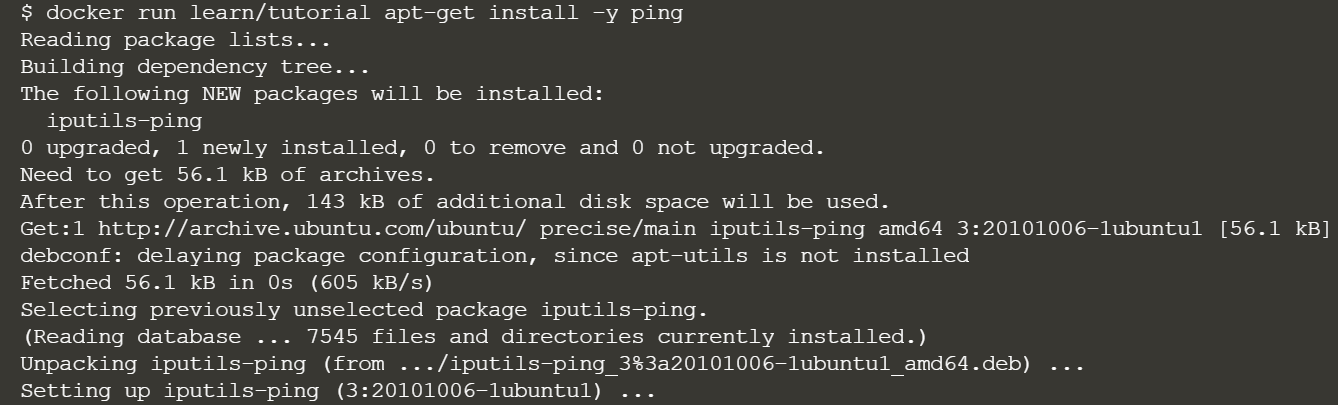 $ docker run learn/tutorial apt-get install -y ping
Reading package lists...
Building dependency tree...
The following NEW packages will be installed:
  iputils-ping
0 upgraded, 1 newly installed, 0 to remove and 0 not upgraded.
Need to get 56.1 kB of archives.
After this operation, 143 kB of additional disk space will be used.
Get:1 http://archive.ubuntu.com/ubuntu/ precise/main iputils-ping amd64 3:20101006-1ubuntu1 [56.1 kB]
debconf: delaying package configuration, since apt-utils is not installed
Fetched 56.1 kB in 0s (605 kB/s)
Selecting previously unselected package iputils-ping.
(Reading database ... 7545 files and directories currently installed.)
Unpacking iputils-ping (from .../iputils-ping_3%3a20101006-1ubuntu1_amd64.deb) ...
Setting up iputils-ping (3:20101006-1ubuntu1) ...